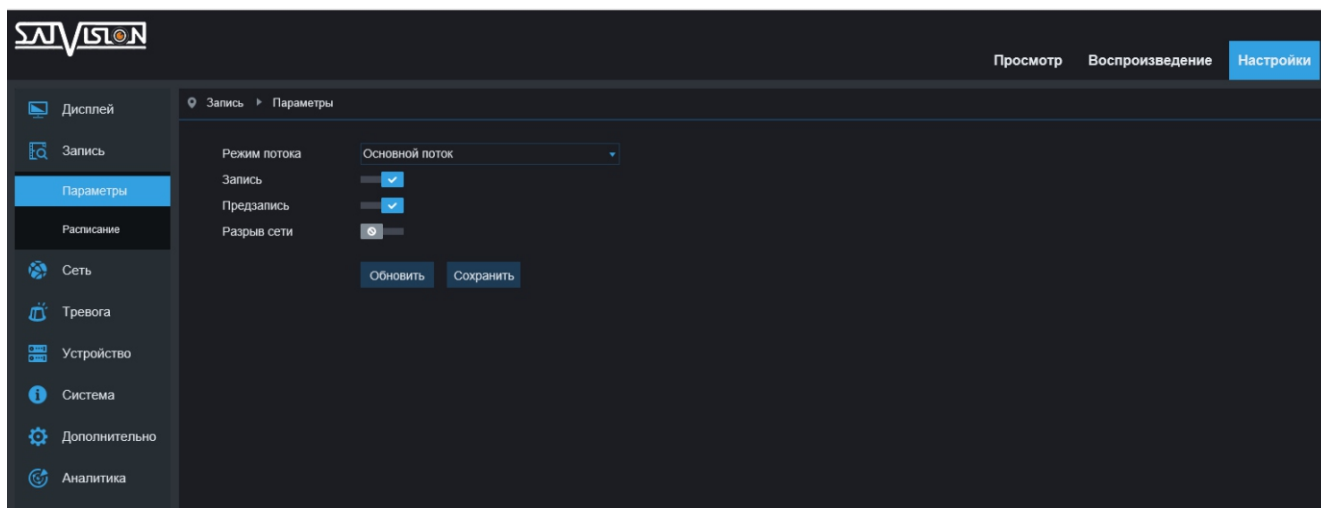 SATVISION
Просмотр Воспроизведение Настройки
Дисплей
Запись
Параметры
Расписание
Сеть
Тревога
Устройство
Система
Дополнительно
Аналитика
Запись Параметры
Режим потока Основной поток
Запись
Предзапись
Разрыв сети
Обновить Сохранить